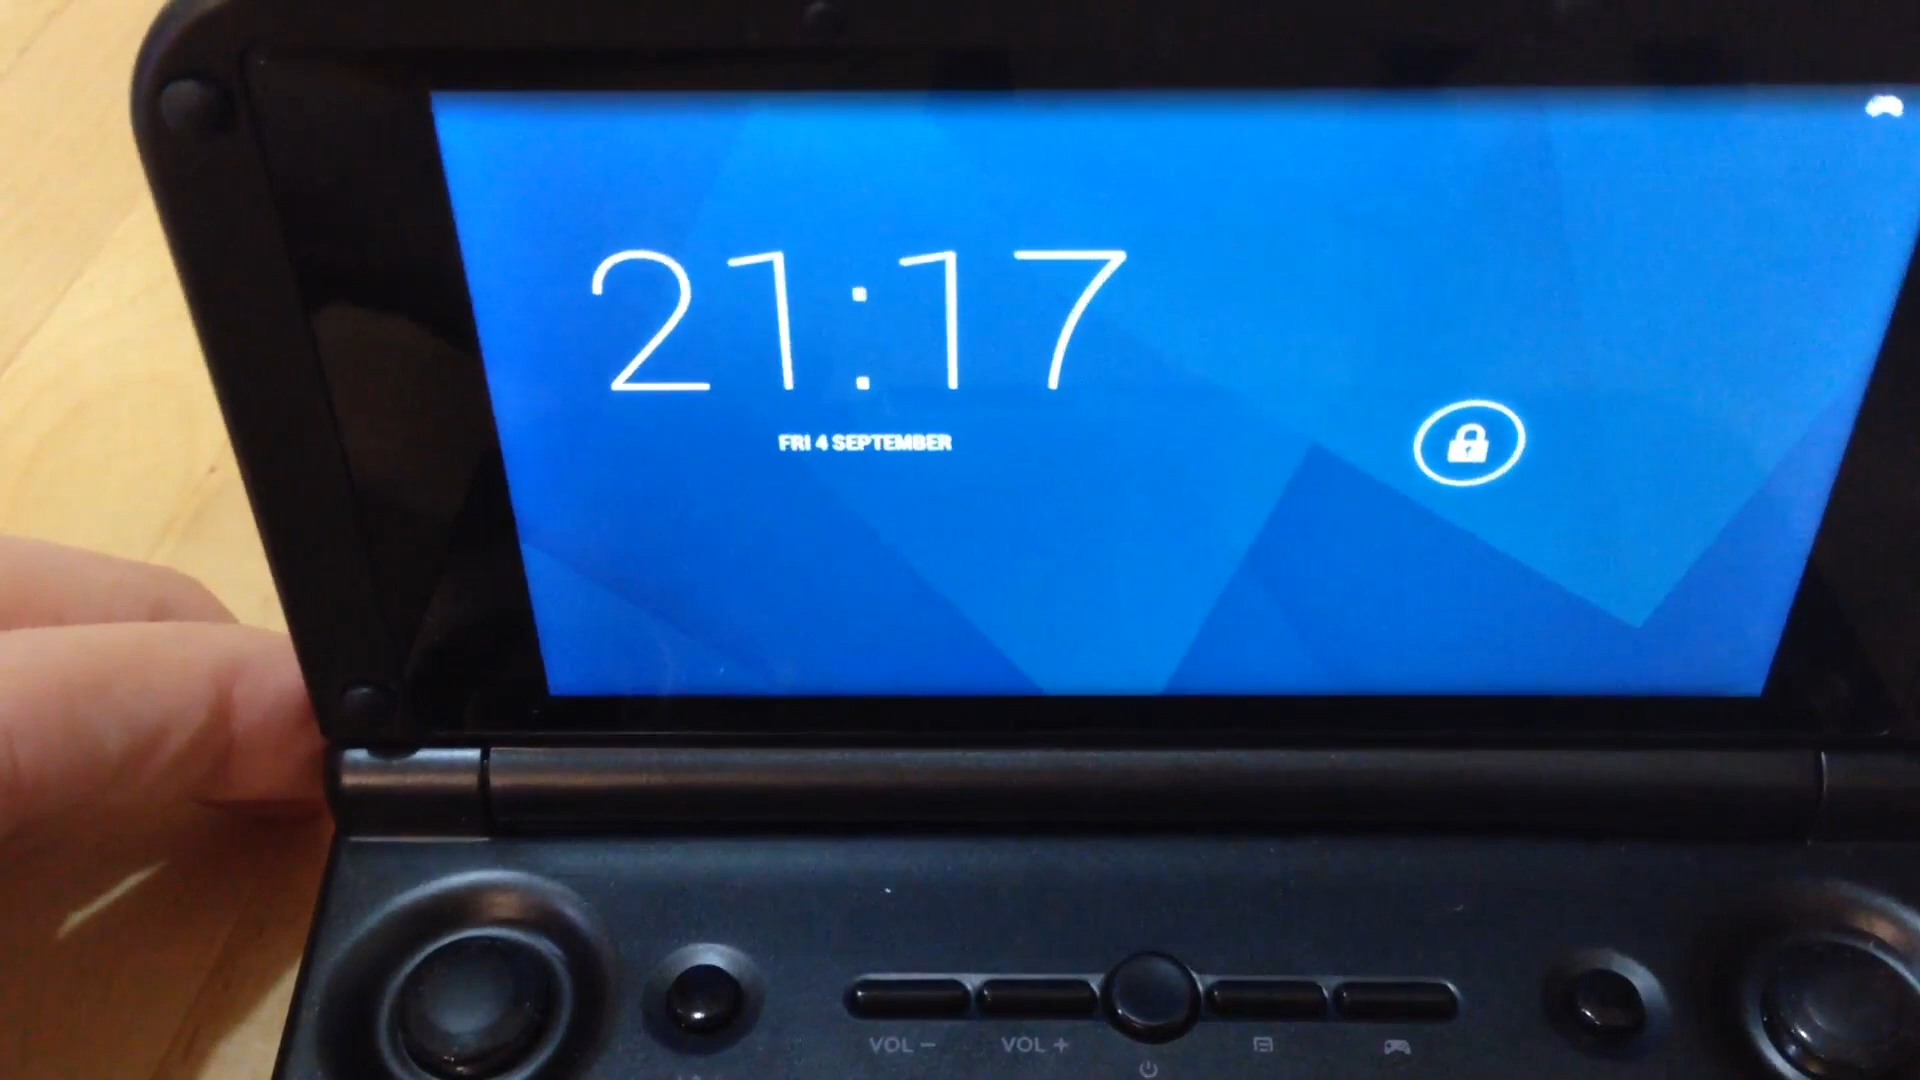 21:17
FRI 4 SEPTEMBER
VOL − VOL +